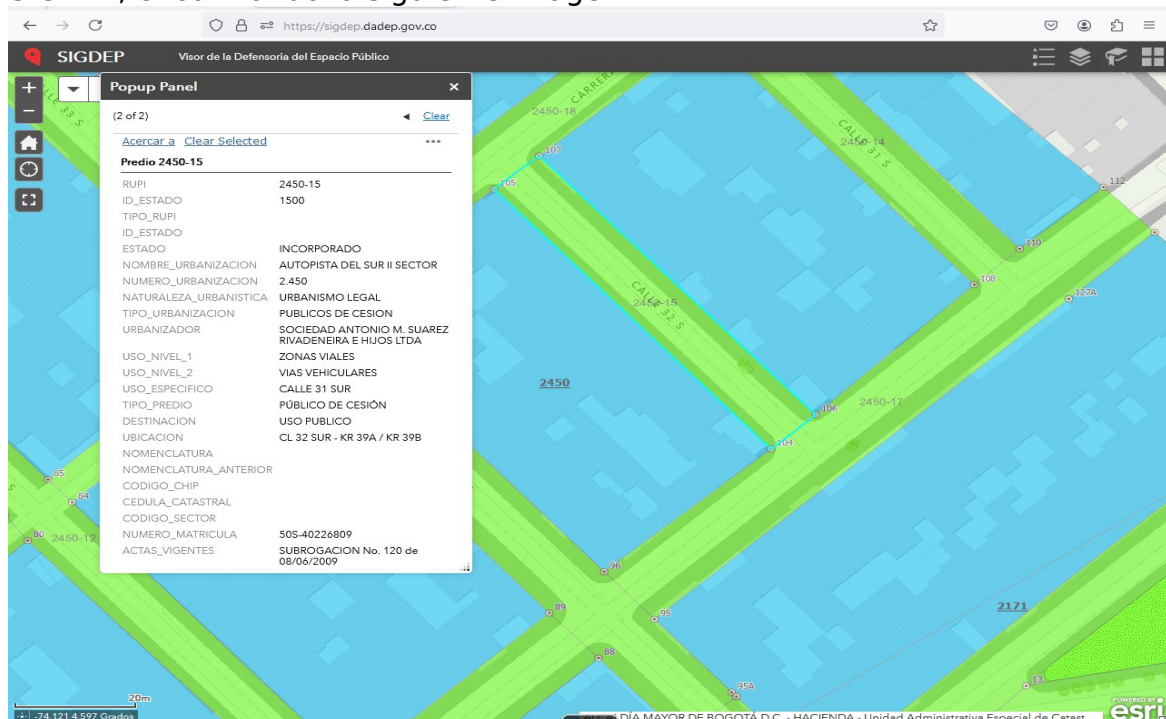 https://sigdep.dadep.gov.co
SIGDEP Visor de la Defensoria del Espacio Público
Popup Panel
(2 of 2) Clear
Acercar a Clear Selected
Predio 2450-15
RUPI 2450-15
ID_ESTADO 1500
TIPO_RUPI
ID_ESTADO
ESTADO INCORPORADO
NOMBRE_URBANIZACION AUTOPISTA DEL SUR II SECTOR
NUMERO_URBANIZACION 2.450
NATURALEZA_URBANISTICA URBANISMO LEGAL
TIPO_URBANIZACION PUBLICOS DE CESION
URBANIZADOR SOCIEDAD ANTONIO M. SUAREZ
RIVADENEIRA E HIJOS LTDA
USO_NIVEL_1 ZONAS VIALES
USO_NIVEL_2 VIAS VEHICULARES
USO_ESPECIFICO CALLE 31 SUR
TIPO_PREDIO PÚBLICO DE CESIÓN
DESTINACION USO PUBLICO
UBICACION CL 32 SUR - KR 39A / KR 39B
NOMENCLATURA
NOMENCLATURA_ANTERIOR
CODIGO_CHIP
CEDULA_CATASTRAL
CODIGO_SECTOR
NUMERO_MATRICULA 50S-40226809
ACTAS_VIGENTES SUBROGACION No. 120 de
08/06/2009
CALLE 33 S
CARRERA
2450-18
CALLE 31 S
2450-14
107
105
112
110
108
127A
CALLE 32 S
2450-15
2450
106
2450-17
104
85
84
80
2450-12
96
89
95
88
95A
2171
13
20m
-74.121 4.597 Grados
DÍA MAYOR DE BOGOTÁ D.C. - HACIENDA - Unidad Administrativa Especial de Catast
POWERED BY
esri